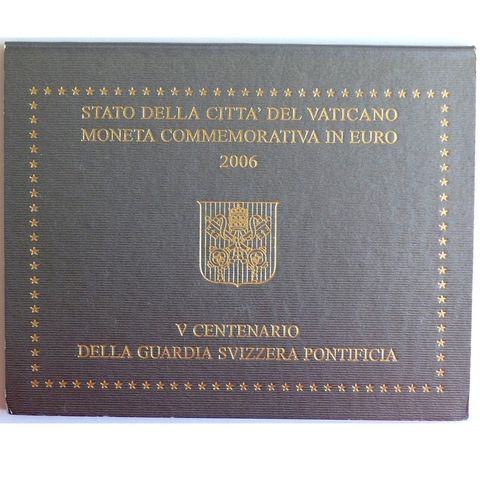 STATO DELLA CITTA' DEL VATICANO
MONETA COMMEMORATIVA IN EURO
2006
V CENTENARIO
DELLA GUARDIA SVIZZERA PONTIFICIA